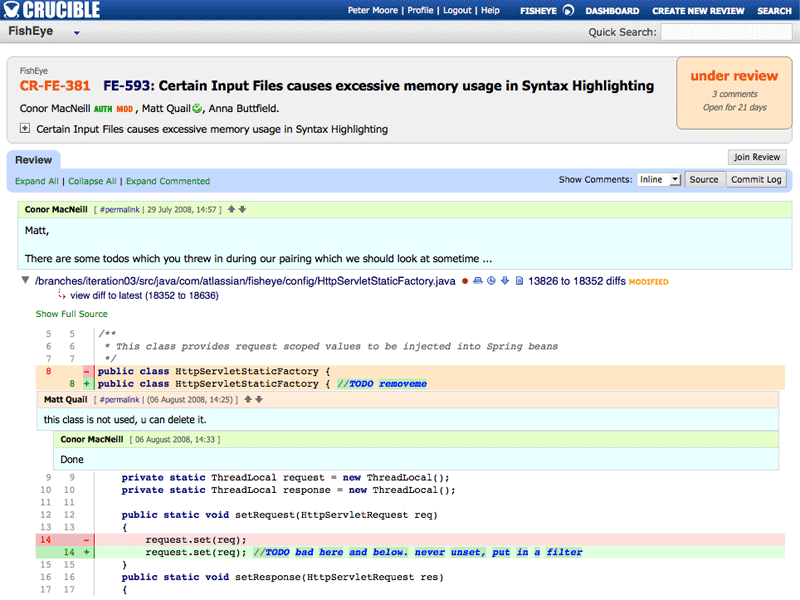 CRUCIBLE Peter Moore | Profile | Logout | Help FISHEYE DASHBOARD CREATE NEW REVIEW SEARCH
FishEye Quick Search:
FishEye
CR-FE-381 FE-593: Certain Input Files causes excessive memory usage in Syntax Highlighting
Conor MacNeill AUTH MOD , Matt Quail, Anna Buttfield.
Certain Input Files causes excessive memory usage in Syntax Highlighting
under review
3 comments
Open for 21 days
Review Join Review
Expand All | Collapse All | Expand Commented Show Comments: Inline Source Commit Log
Conor MacNeill [ #permalink | 29 July 2008, 14:57 ]
Matt,
There are some todos which you threw in during our pairing which we should look at sometime ...
/branches/iteration03/src/java/com/atlassian/fisheye/config/HttpServletStaticFactory.java 13826 to 18352 diffs MODIFIED
view diff to latest (18352 to 18636)
Show Full Source
5 5 /**
6 6 * This class provides request scoped values to be injected into Spring beans
7 7 */
8 - public class HttpServletStaticFactory {
8 + public class HttpServletStaticFactory { //TODO removeme
Matt Quail [ #permalink | (06 August 2008, 14:25) ]
this class is not used, u can delete it.
Conor MacNeill [ 06 August 2008, 14:33 ]
Done
9 9 private static ThreadLocal request = new ThreadLocal();
10 10 private static ThreadLocal response = new ThreadLocal();
11 11
12 12 public static void setRequest(HttpServletRequest req)
13 13 {
14 - request.set(req);
14 + request.set(req); //TODO bad here and below. never unset, put in a filter
15 15 }
16 16 public static void setResponse(HttpServletRequest res)
17 17 {